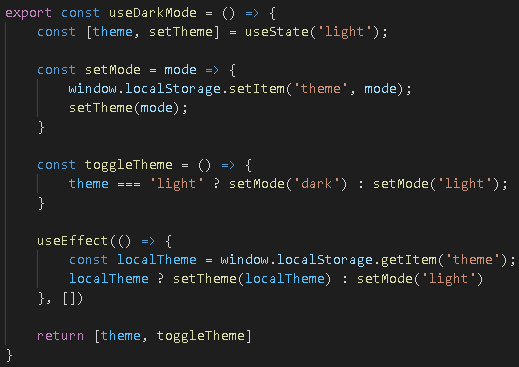 export const useDarkMode = () => {
    const [theme, setTheme] = useState('light');

    const setMode = mode => {
        window.localStorage.setItem('theme', mode);
        setTheme(mode);
    }

    const toggleTheme = () => {
        theme === 'light' ? setMode('dark') : setMode('light');
    }

    useEffect(() => {
        const localTheme = window.localStorage.getItem('theme');
        localTheme ? setTheme(localTheme) : setMode('light')
    }, [])

    return [theme, toggleTheme]
}